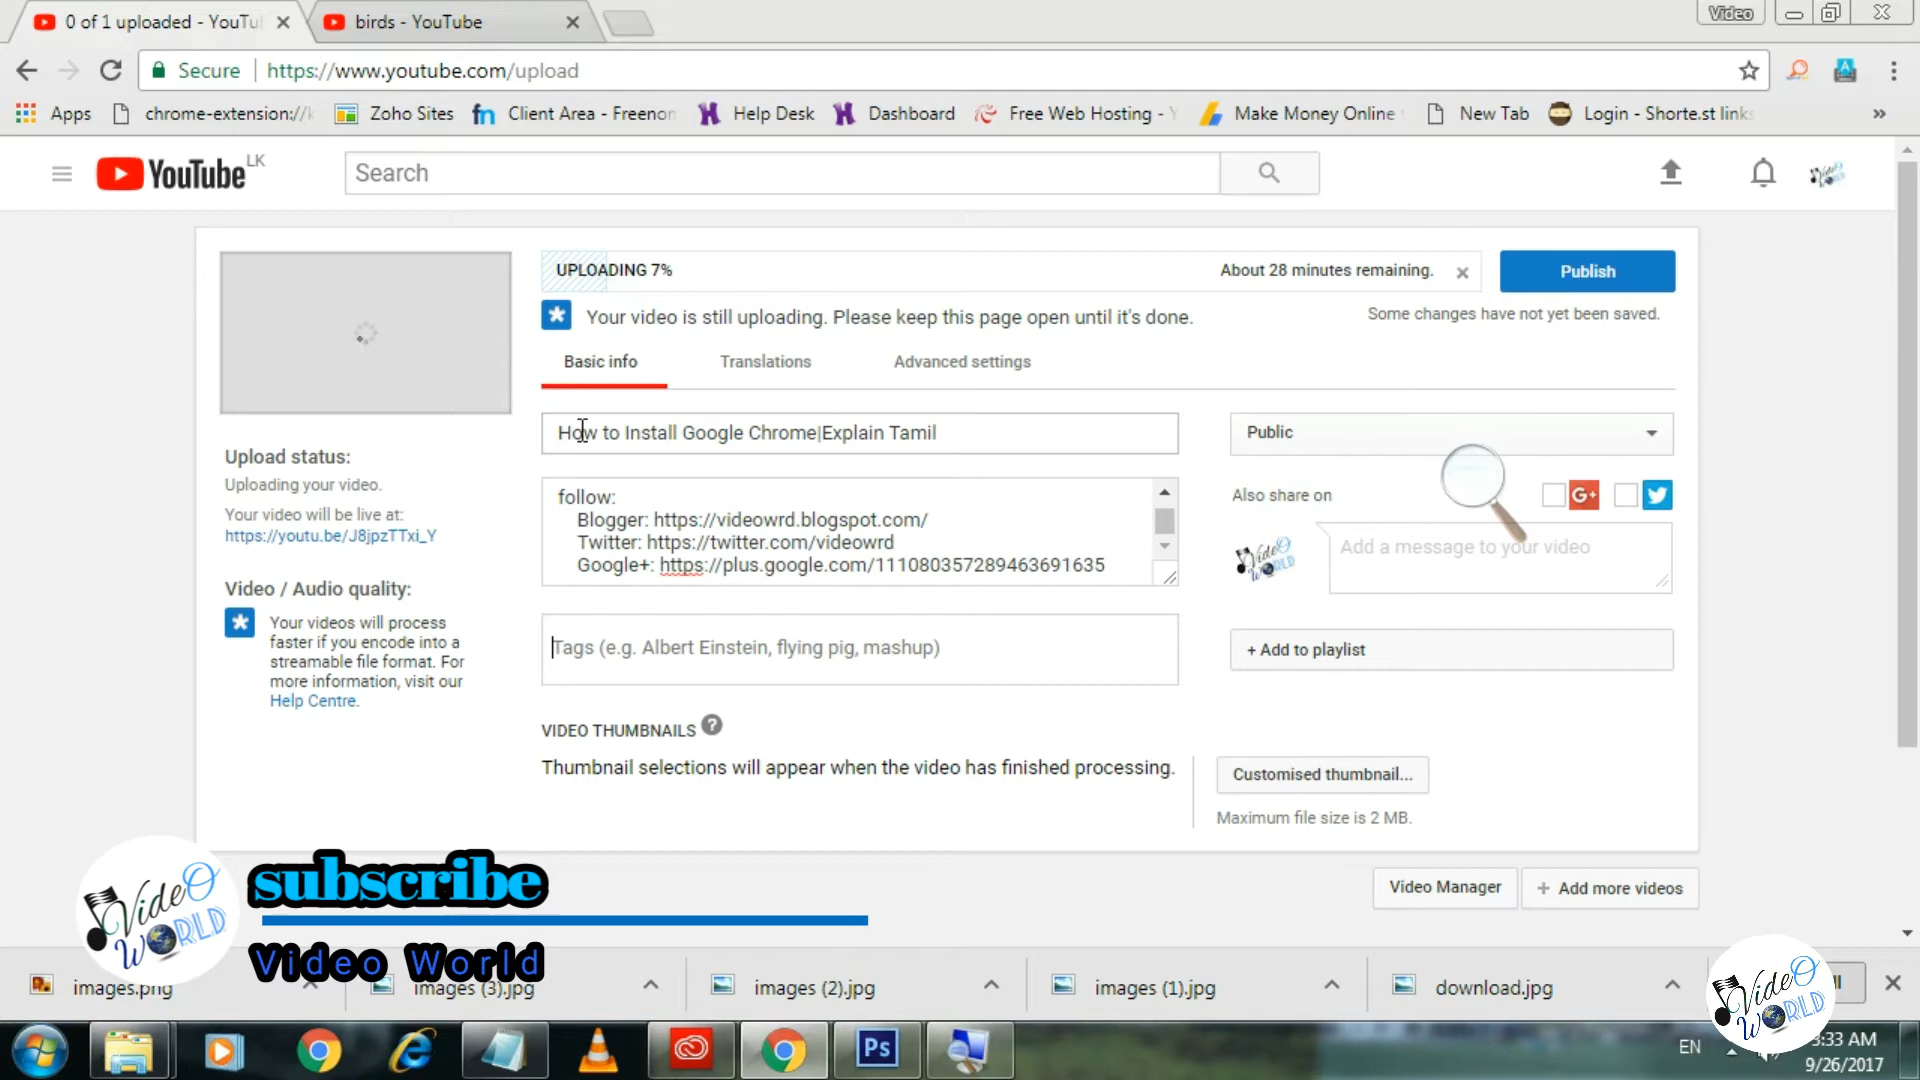 0 of 1 uploaded - YouTu
birds - YouTube
Video
Secure
https://www.youtube.com/upload
Apps
chrome-extension://k
Zoho Sites
fn
Client Area - Freenon
Help Desk
Dashboard
Free Web Hosting -
Make Money Online
New Tab
Login - Shorte.st links
YouTube LK
Search
UPLOADING 7%
About 28 minutes remaining.
Publish
Your video is still uploading. Please keep this page open until it's done.
Some changes have not yet been saved.
Basic info
Translations
Advanced settings
How to Install Google Chrome|Explain Tamil
Public
Upload status:
Uploading your video.
Your video will be live at:
https://youtu.be/J8jpzTTxi_Y
follow:
Blogger: https://videowrd.blogspot.com/
Twitter: https://twitter.com/videowrd
Google+: https://plus.google.com/111080357289463691635
Also share on
G+
Add a message to your video
Video / Audio quality:
Your videos will process
faster if you encode into a
streamable file format. For
more information, visit our
Help Centre.
Tags (e.g. Albert Einstein, flying pig, mashup)
+ Add to playlist
VIDEO THUMBNAILS ?
Thumbnail selections will appear when the video has finished processing.
Customised thumbnail...
Maximum file size is 2 MB.
Video Manager
+ Add more videos
VideO
WORLD
subscribe
Video World
images.png
images (3).jpg
images (2).jpg
images (1).jpg
download.jpg
VideO
WORLD
Ps
EN
3:33 AM
9/26/2017